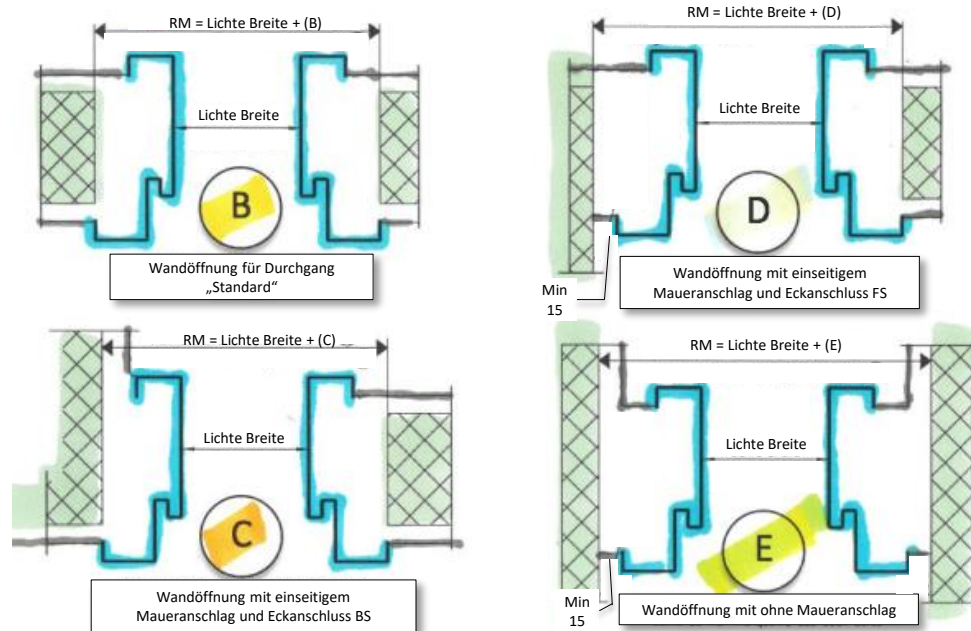 RM = Lichte Breite + (B)
Lichte Breite
B
Wandöffnung für Durchgang
„Standard“
RM = Lichte Breite + (D)
Lichte Breite
D
Min
15
Wandöffnung mit einseitigem
Maueranschlag und Eckanschluss FS
RM = Lichte Breite + (C)
Lichte Breite
C
Wandöffnung mit einseitigem
Maueranschlag und Eckanschluss BS
RM = Lichte Breite + (E)
Lichte Breite
E
Min
15
Wandöffnung mit ohne Maueranschlag